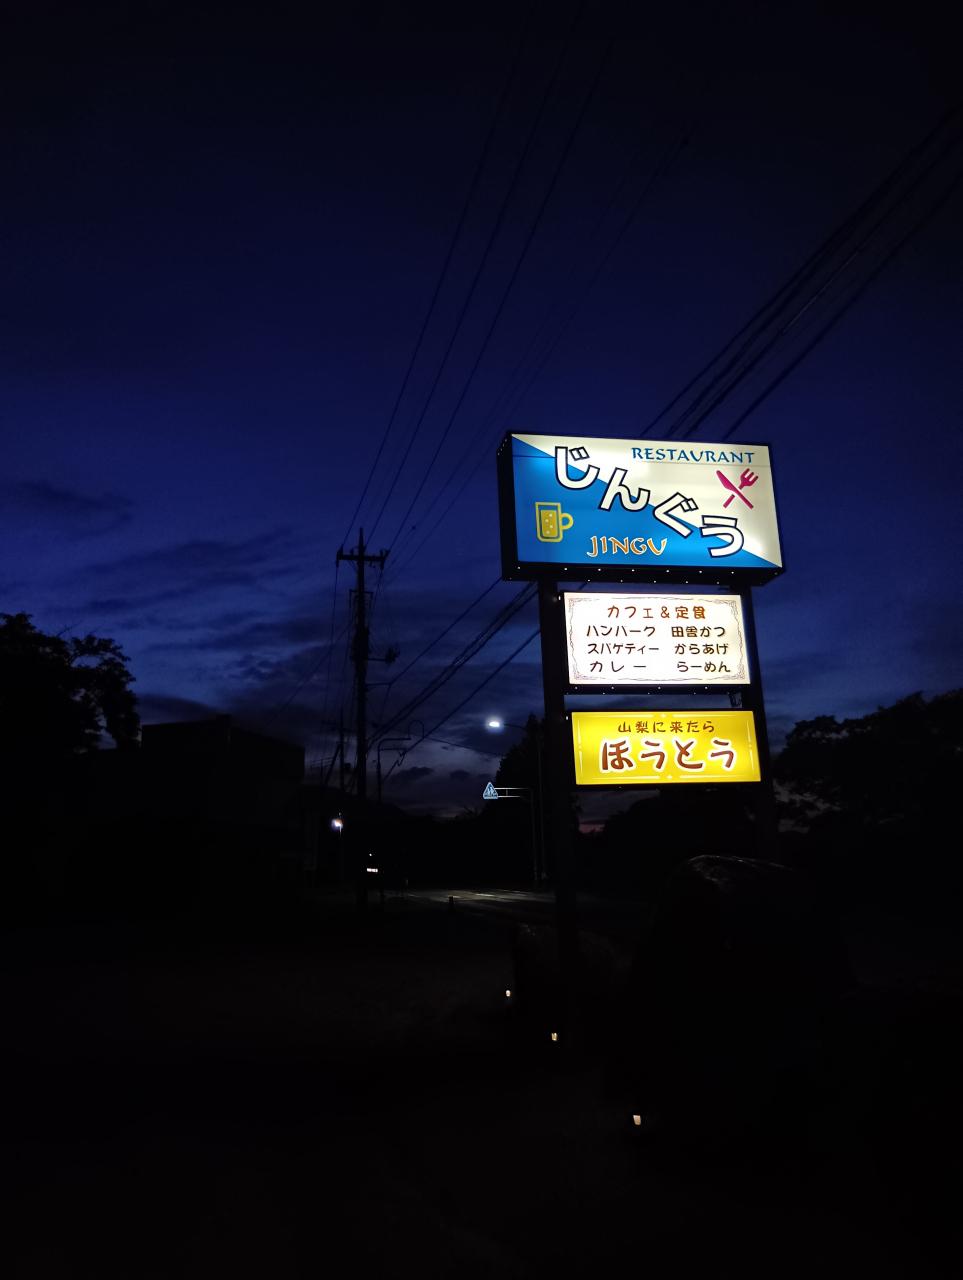 RESTAURANT
じんぐう
JINGU
カフェ&定食
ハンバーグ 田舎かつ
スパゲティー からあげ
カレー らーめん
山梨に来たら
ほうとう